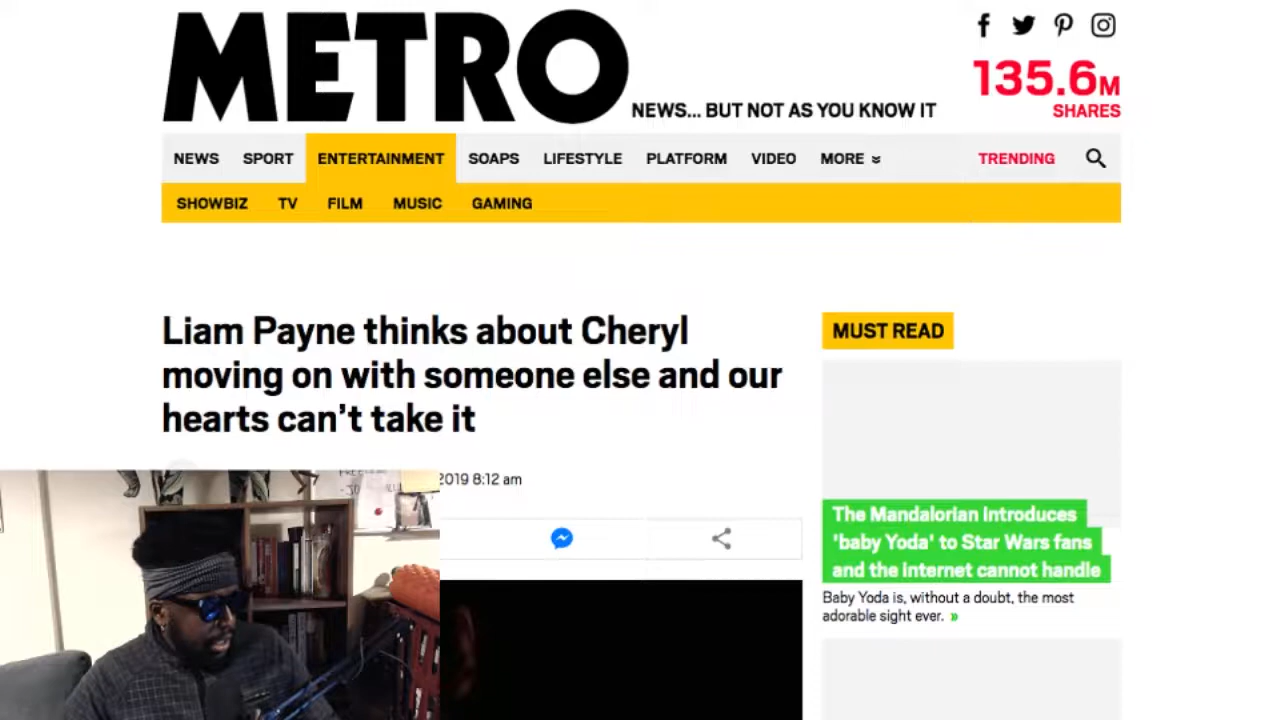 METRO
NEWS... BUT NOT AS YOU KNOW IT
135.6M
SHARES
NEWS SPORT ENTERTAINMENT SOAPS LIFESTYLE PLATFORM VIDEO MORE TRENDING
SHOWBIZ TV FILM MUSIC GAMING
Liam Payne thinks about Cheryl
moving on with someone else and our
hearts can't take it
2019 8:12 am
MUST READ
The Mandalorian introduces
'baby Yoda' to Star Wars fans
and the internet cannot handle
Baby Yoda is, without a doubt, the most
adorable sight ever. »